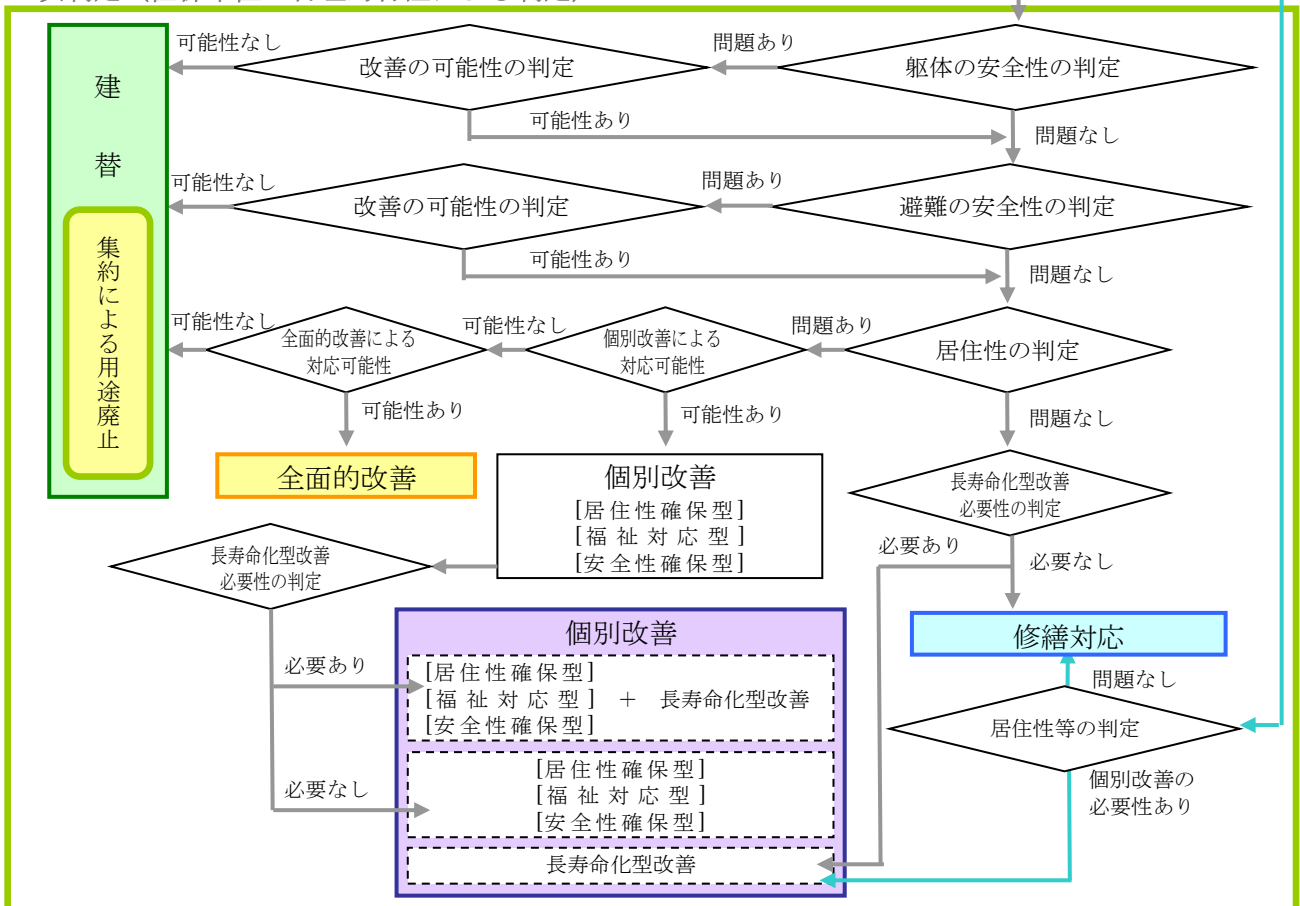 可能性なし
問題あり
建替
改善の可能性の判定
躯体の安全性の判定
可能性あり
問題なし
可能性なし
問題あり
改善の可能性の判定
避難の安全性の判定
集約による用途廃止
可能性あり
問題なし
可能性なし
可能性なし
問題あり
全面的改善による
対応可能性
個別改善による
対応可能性
居住性の判定
可能性あり
可能性あり
問題なし
全面的改善
個別改善
[居住性確保型]
[福祉対応型]
[安全性確保型]
長寿命化型改善
必要性の判定
長寿命化型改善
必要性の判定
必要あり
必要なし
個別改善
修繕対応
必要あり
[居住性確保型]
[福祉対応型] + 長寿命化型改善
[安全性確保型]
問題なし
居住性等の判定
必要なし
[居住性確保型]
[福祉対応型]
[安全性確保型]
個別改善の
必要性あり
長寿命化型改善